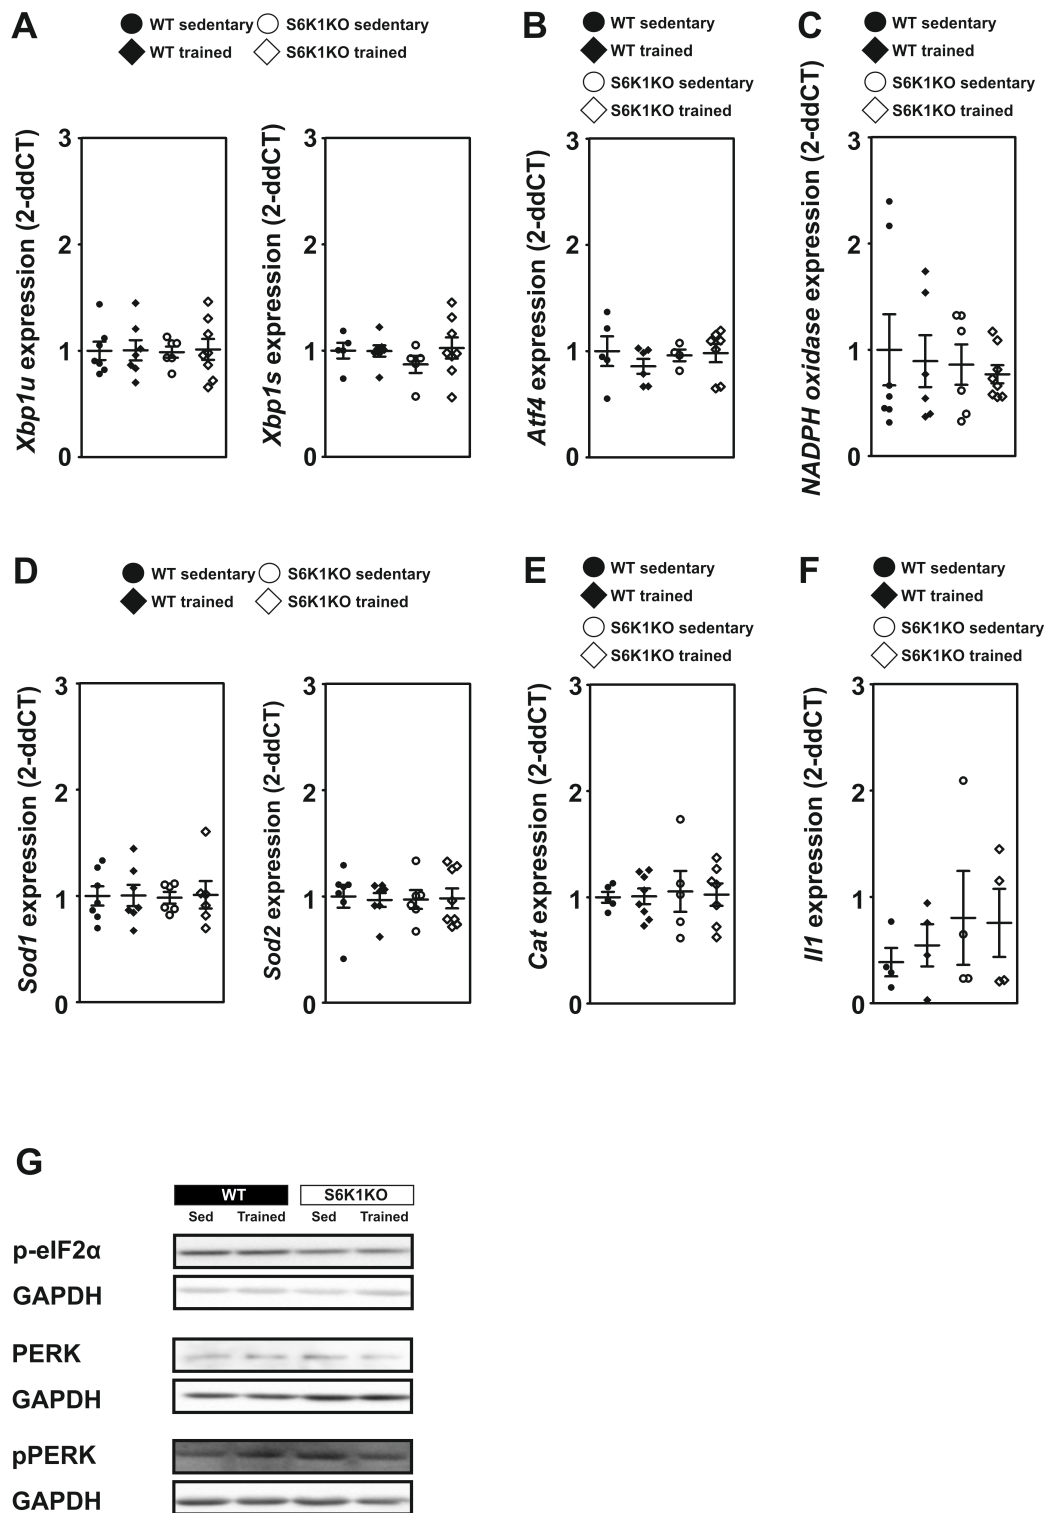 A
WT sedentary S6K1KO sedentary
WT trained S6K1KO trained
Xbp1u expression (2-ddCT)
3
2
1
0
Xbp1s expression (2-ddCT)
3
2
1
0
B
WT sedentary
WT trained
S6K1KO sedentary
S6K1KO trained
Atf4 expression (2-ddCT)
3
2
1
0
C
WT sedentary
WT trained
S6K1KO sedentary
S6K1KO trained
NADPH oxidase expression (2-ddCT)
3
2
1
0
D
WT sedentary S6K1KO sedentary
WT trained S6K1KO trained
Sod1 expression (2-ddCT)
3
2
1
0
Sod2 expression (2-ddCT)
3
2
1
0
E
WT sedentary
WT trained
S6K1KO sedentary
S6K1KO trained
Cat expression (2-ddCT)
3
2
1
0
F
WT sedentary
WT trained
S6K1KO sedentary
S6K1KO trained
Il1 expression (2-ddCT)
3
2
1
0
G
WT S6K1KO
Sed Trained Sed Trained
p-eIF2α
GAPDH
PERK
GAPDH
pPERK
GAPDH